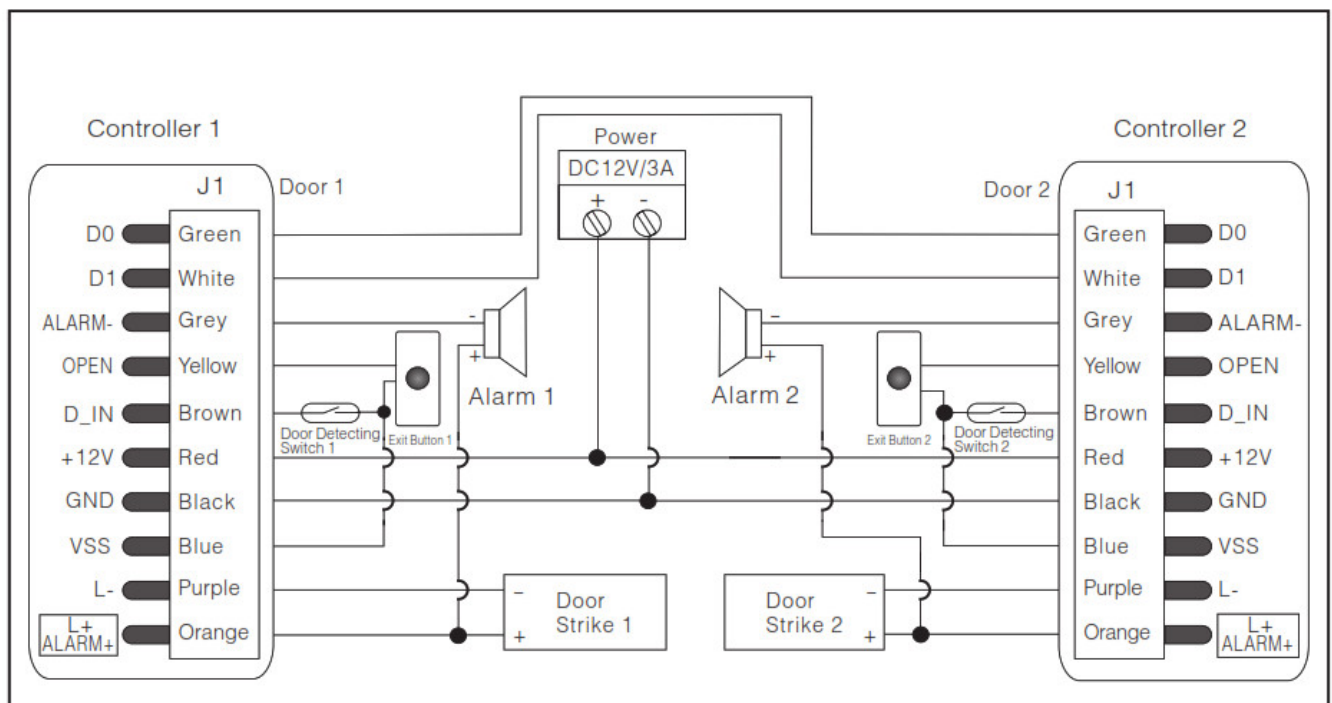 Controller 1
Power
Controller 2
DC12V/3A
+ -
J1
Door 1
Door 2
J1
D0 Green
Green D0
D1 White
White D1
ALARM- Grey
-
+
Alarm 1
-
+
Alarm 2
Grey ALARM-
OPEN Yellow
Yellow OPEN
D_IN Brown
Door Detecting
Switch 1
Exit Button 1
Exit Button 2
Door Detecting
Switch 2
Brown D_IN
+12V Red
Red +12V
GND Black
Black GND
VSS Blue
Blue VSS
L- Purple
Purple L-
L+
ALARM+
Orange
-
+
Door
Strike 1
Door
Strike 2
-
+
Orange
L+
ALARM+